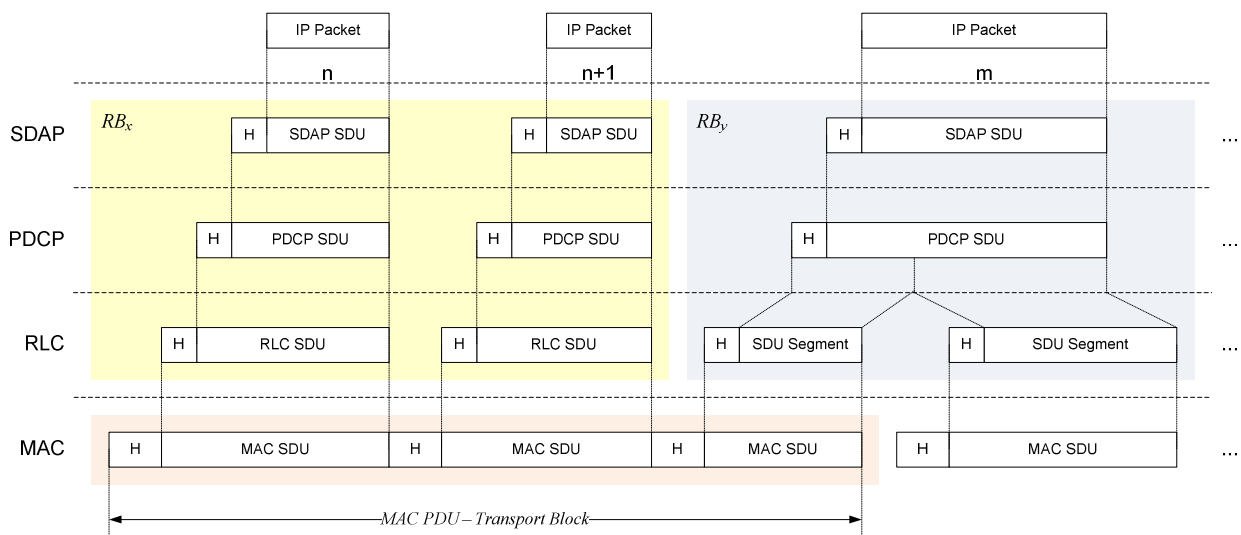 IP Packet IP Packet IP Packet
n n+1 m
RBx RBy
SDAP H SDAP SDU H SDAP SDU H SDAP SDU ...
PDCP H PDCP SDU H PDCP SDU H PDCP SDU ...
RLC H RLC SDU H RLC SDU H SDU Segment H SDU Segment ...
MAC H MAC SDU H MAC SDU H MAC SDU H MAC SDU ...
MAC PDU – Transport Block